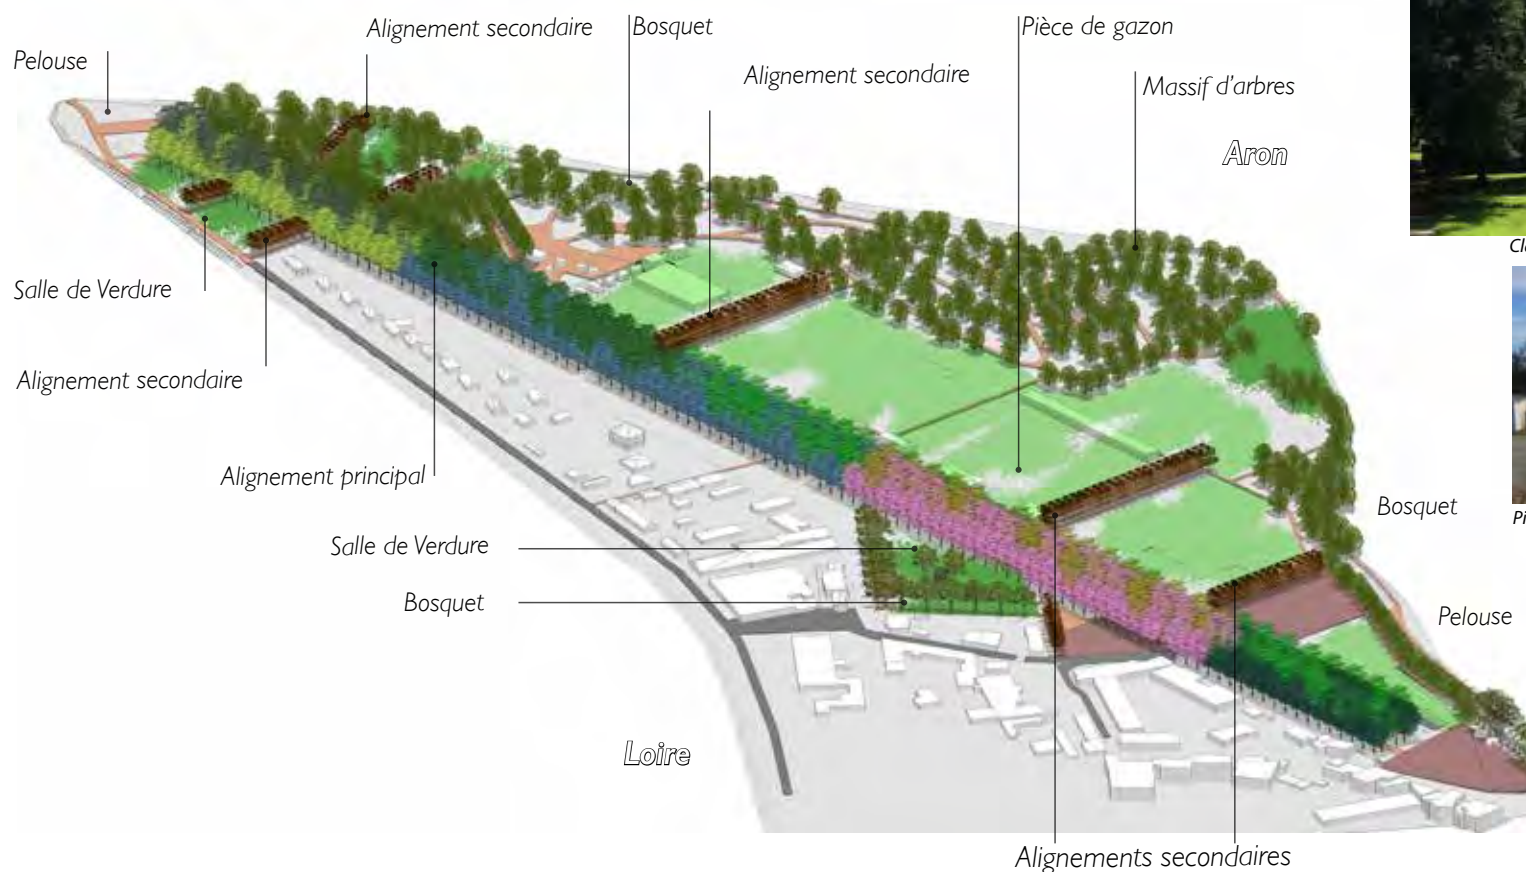 Alignement secondaire
Bosquet
Pièce de gazon
Pelouse
Alignement secondaire
Massif d'arbres
Aron
Salle de Verdure
Alignement secondaire
Alignement principal
Bosquet
Salle de Verdure
Bosquet
Pelouse
Loire
Alignements secondaires